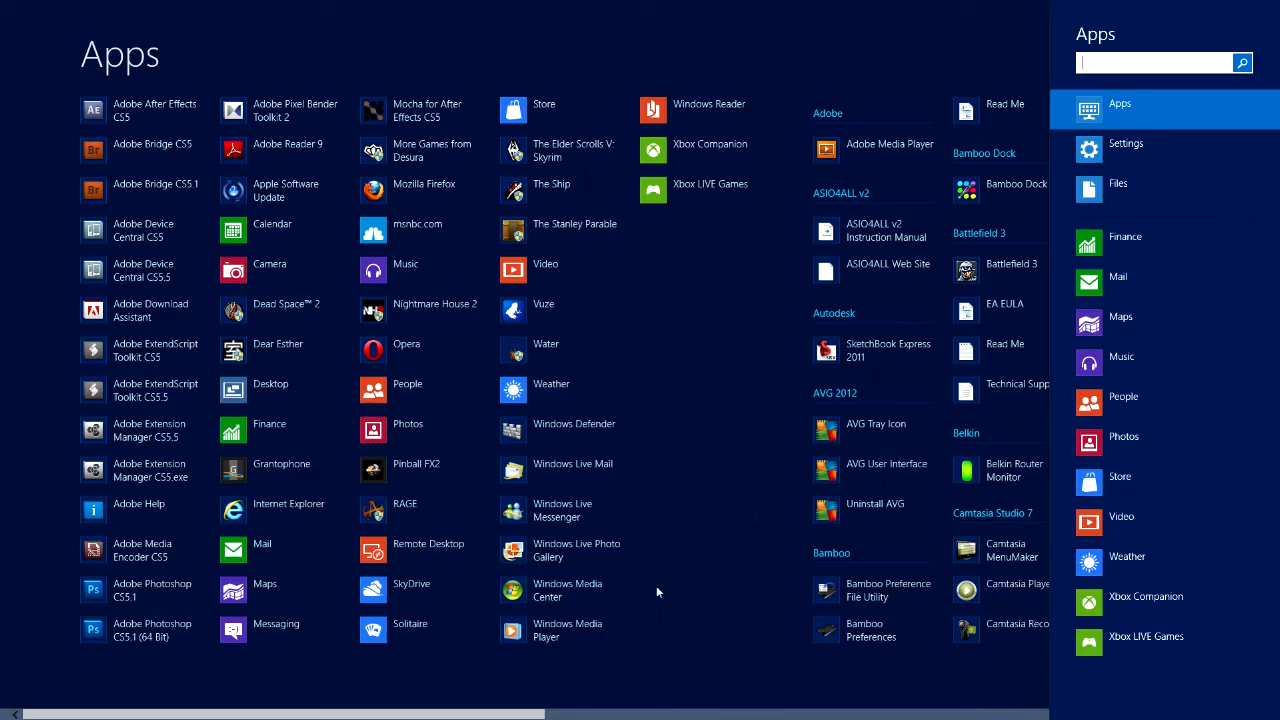 Apps
Adobe After Effects
CS5
Adobe Bridge CS5
Adobe Bridge CS5.1
Adobe Device
Central CS5
Adobe Device
Central CS5.5
Adobe Download
Assistant
Adobe ExtendScript
Toolkit CS5
Adobe ExtendScript
Toolkit CS5.5
Adobe Extension
Manager CS5.5
Adobe Extension
Manager CS5.exe
Adobe Help
Adobe Media
Encoder CS5
Adobe Photoshop
CS5.1
Adobe Photoshop
CS5.1 (64 Bit)
Adobe Pixel Bender
Toolkit 2
Adobe Reader 9
Apple Software
Update
Calendar
Camera
Dead Space™ 2
Dear Esther
Desktop
Finance
Grantophone
Internet Explorer
Mail
Maps
Messaging
Mocha for After
Effects CS5
More Games from
Desura
Mozilla Firefox
msnbc.com
Music
Nightmare House 2
Opera
People
Photos
Pinball FX2
RAGE
Remote Desktop
SkyDrive
Solitaire
Store
The Elder Scrolls V:
Skyrim
The Ship
The Stanley Parable
Video
Vuze
Water
Weather
Windows Defender
Windows Live Mail
Windows Live
Messenger
Windows Live Photo
Gallery
Windows Media
Center
Windows Media
Player
Windows Reader
Xbox Companion
Xbox LIVE Games
Adobe
Adobe Media Player
ASIO4ALL v2
ASIO4ALL v2
Instruction Manual
ASIO4ALL Web Site
Autodesk
SketchBook Express
2011
AVG 2012
AVG Tray Icon
AVG User Interface
Uninstall AVG
Bamboo
Bamboo Preference
File Utility
Bamboo
Preferences
Read Me
Bamboo Dock
Bamboo Dock
Battlefield 3
Battlefield 3
EA EULA
Read Me
Technical Supp
Belkin
Belkin Router
Monitor
Camtasia Studio 7
Camtasia
MenuMaker
Camtasia Playe
Camtasia Reco
Apps
Apps
Settings
Files
Finance
Mail
Maps
Music
People
Photos
Store
Video
Weather
Xbox Companion
Xbox LIVE Games